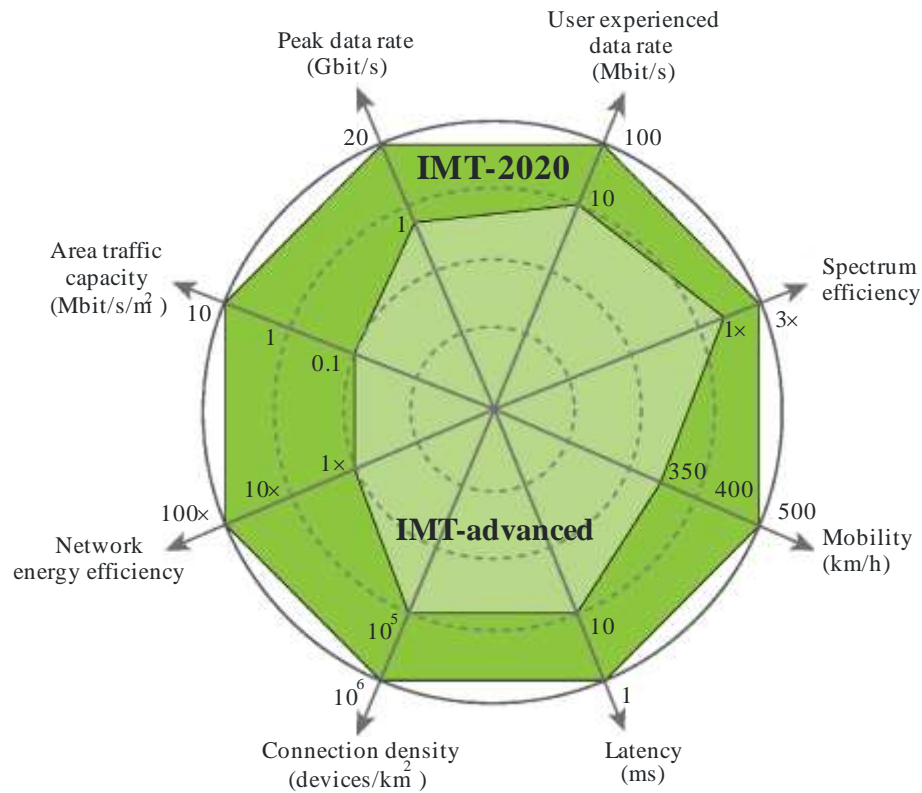 User experienced
data rate
(Mbit/s)
Peak data rate
(Gbit/s)
20
100
IMT-2020
10
1
Area traffic
capacity
(Mbit/s/m²)
Spectrum
efficiency
10
1
0.1
1×
3×
1×
10×
100×
350
400
500
Network
energy efficiency
IMT-advanced
Mobility
(km/h)
10⁵
10
10⁶
1
Connection density
(devices/km²)
Latency
(ms)